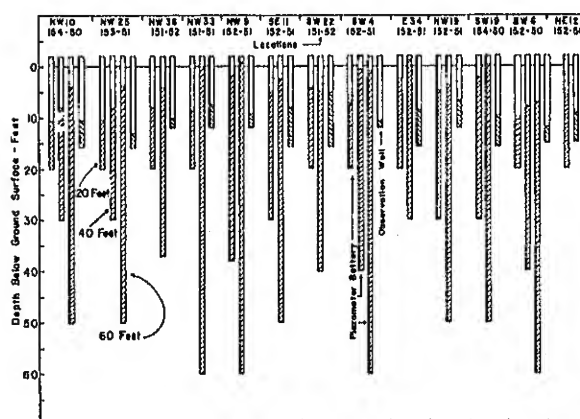 NW10 NW25 NW36 NW33 NW9 SE11 SW22 SW4 E34 NW19 SW19 SW6 NE12
154-50 153-51 151-52 151-51 152-51 152-51 151-52 152-51 152-51 152-51 154-50 152-51 152-50
Locations
Depth Below Ground Surface - Feet
0
10
20
30
40
50
60
20 Feet
40 Feet
60 Feet
Piezometer Battery
Observation Well